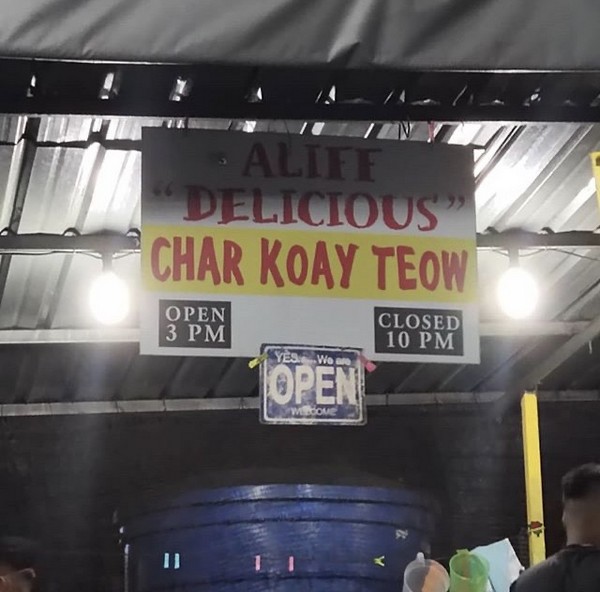 ALIFF
"DELICIOUS"
CHAR KOAY TEOW
OPEN
3 PM
CLOSED
10 PM
YES.... We are
OPEN
WELCOME